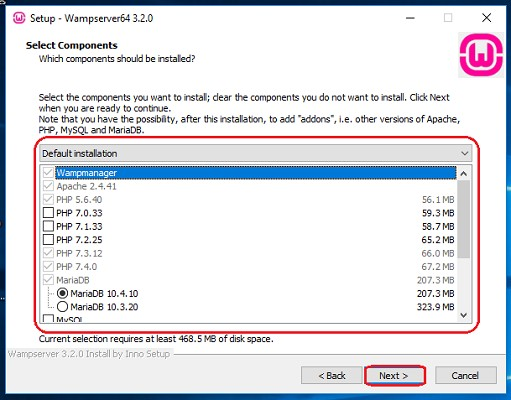 Setup - Wampserver64 3.2.0
Select Components
Which components should be installed?
Select the components you want to install; clear the components you do not want to install. Click Next
when you are ready to continue.
Note that you have the possibility, after this installation, to add "addons", i.e. other versions of Apache,
PHP, MySQL and MariaDB.
Default installation
Wampmanager
Apache 2.4.41
PHP 5.6.40 56.1 MB
PHP 7.0.33 59.3 MB
PHP 7.1.33 58.7 MB
PHP 7.2.25 65.2 MB
PHP 7.3.12 66.0 MB
PHP 7.4.0 67.2 MB
MariaDB 207.3 MB
MariaDB 10.4.10 207.3 MB
MariaDB 10.3.20 323.9 MB
MySQL
Current selection requires at least 468.5 MB of disk space.
Wampserver 3.2.0 Install by Inno Setup
< Back Next > Cancel